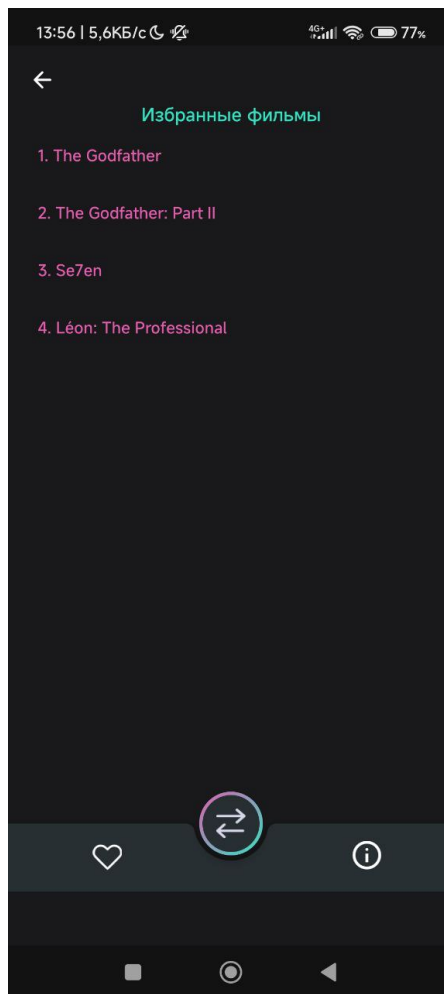 13:56 | 5,6КБ/с 4G+ 77%
Избранные фильмы
1. The Godfather
2. The Godfather: Part II
3. Se7en
4. Léon: The Professional